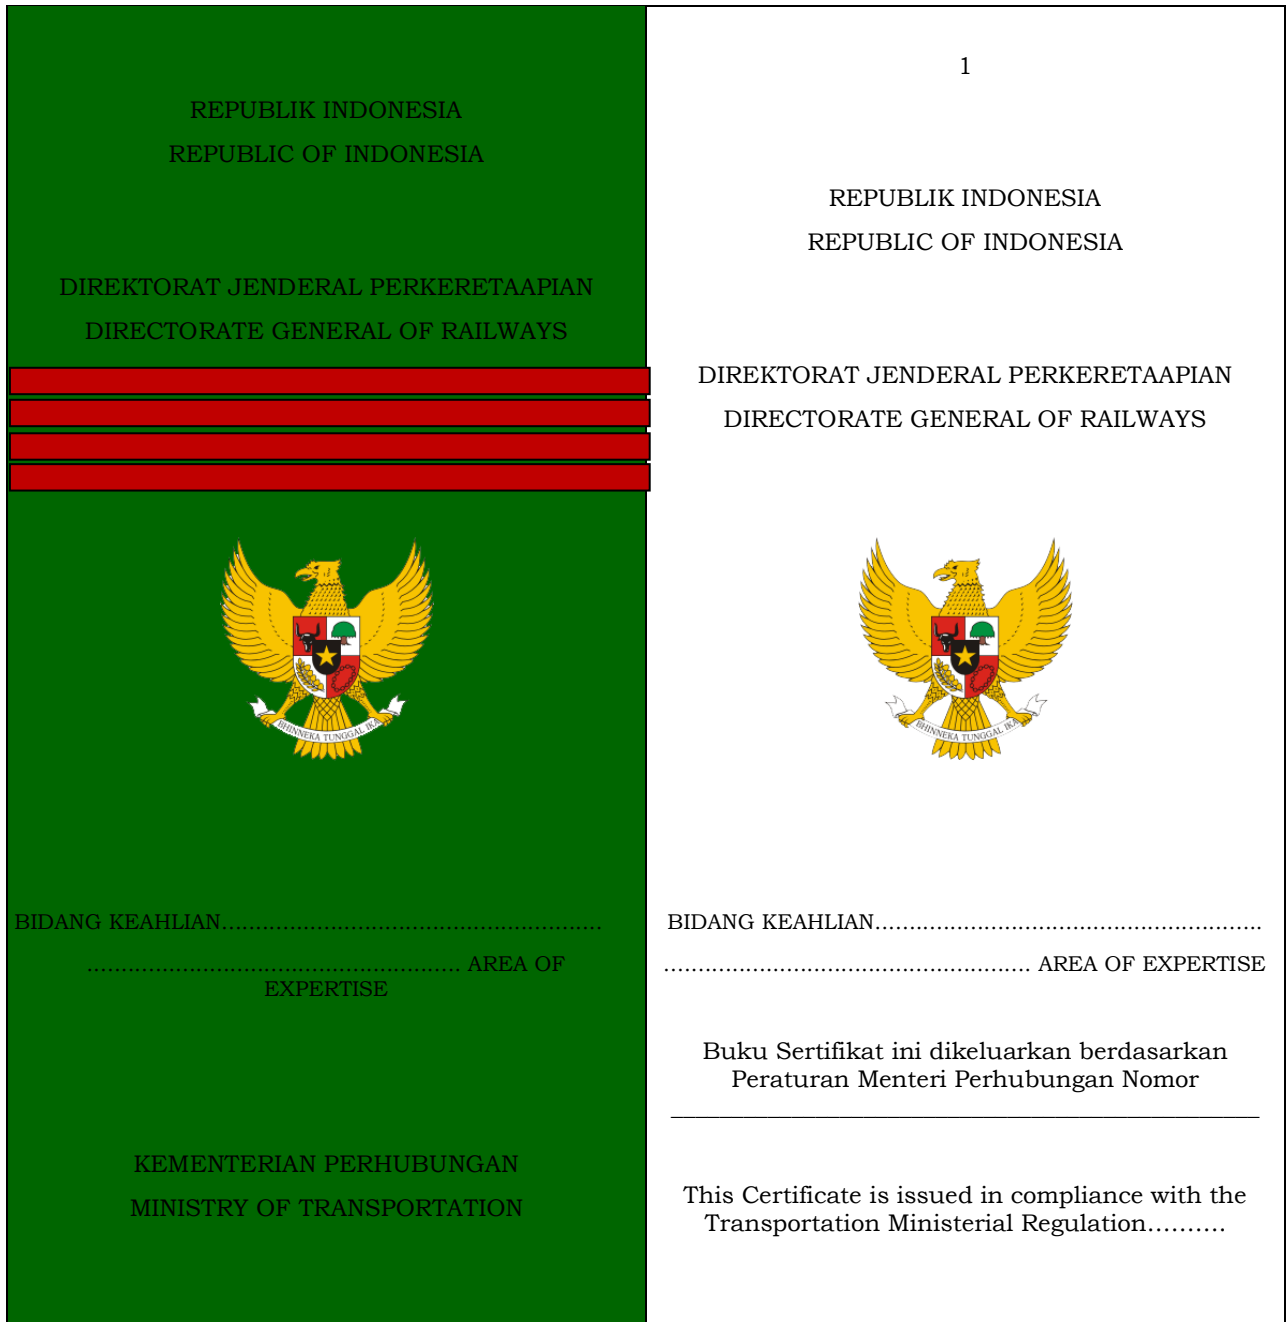 REPUBLIK INDONESIA
REPUBLIC OF INDONESIA
DIREKTORAT JENDERAL PERKERETAAPIAN
DIRECTORATE GENERAL OF RAILWAYS
BHINNEKA TUNGGAL IKA
BIDANG KEAHLIAN........................................................
....................................................... AREA OF
EXPERTISE
KEMENTERIAN PERHUBUNGAN
MINISTRY OF TRANSPORTATION
1
REPUBLIK INDONESIA
REPUBLIC OF INDONESIA
DIREKTORAT JENDERAL PERKERETAAPIAN
DIRECTORATE GENERAL OF RAILWAYS
BHINNEKA TUNGGAL IKA
BIDANG KEAHLIAN.........................................................
...................................................... AREA OF EXPERTISE
Buku Sertifikat ini dikeluarkan berdasarkan
Peraturan Menteri Perhubungan Nomor
________________________________________________
This Certificate is issued in compliance with the
Transportation Ministerial Regulation..........